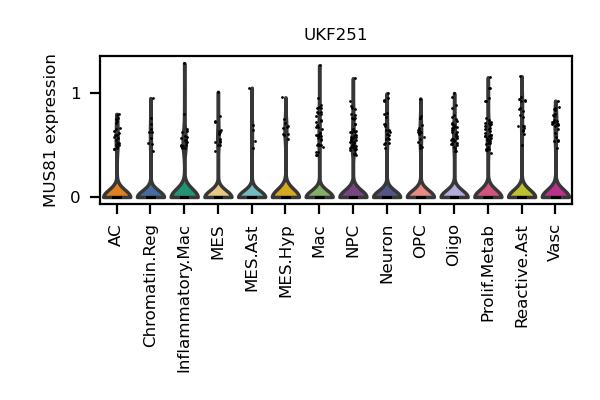 UKF251
MUS81 expression
1
0
AC
Chromatin.Reg
Inflammatory.Mac
MES
MES.Ast
MES.Hyp
Mac
NPC
Neuron
OPC
Oligo
Prolif.Metab
Reactive.Ast
Vasc